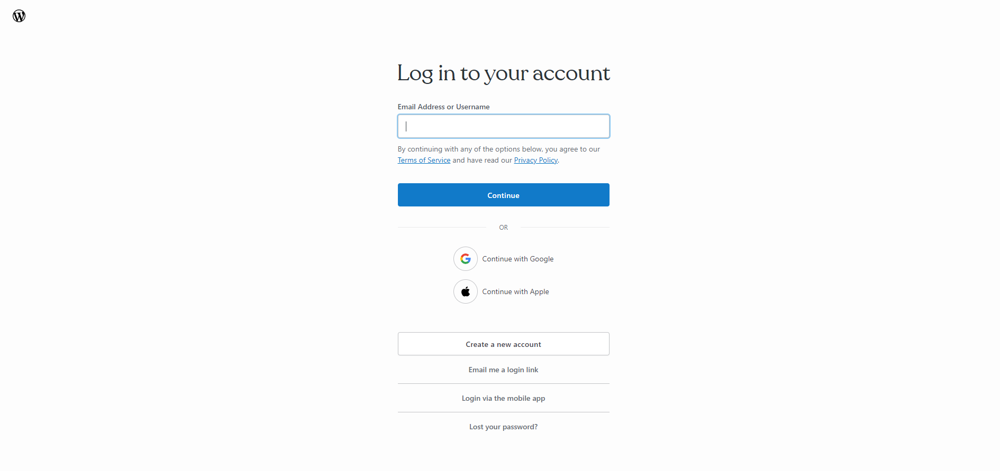 Log in to your account
Email Address or Username
By continuing with any of the options below, you agree to our
Terms of Service and have read our Privacy Policy.
Continue
OR
Continue with Google
Continue with Apple
Create a new account
Email me a login link
Login via the mobile app
Lost your password?